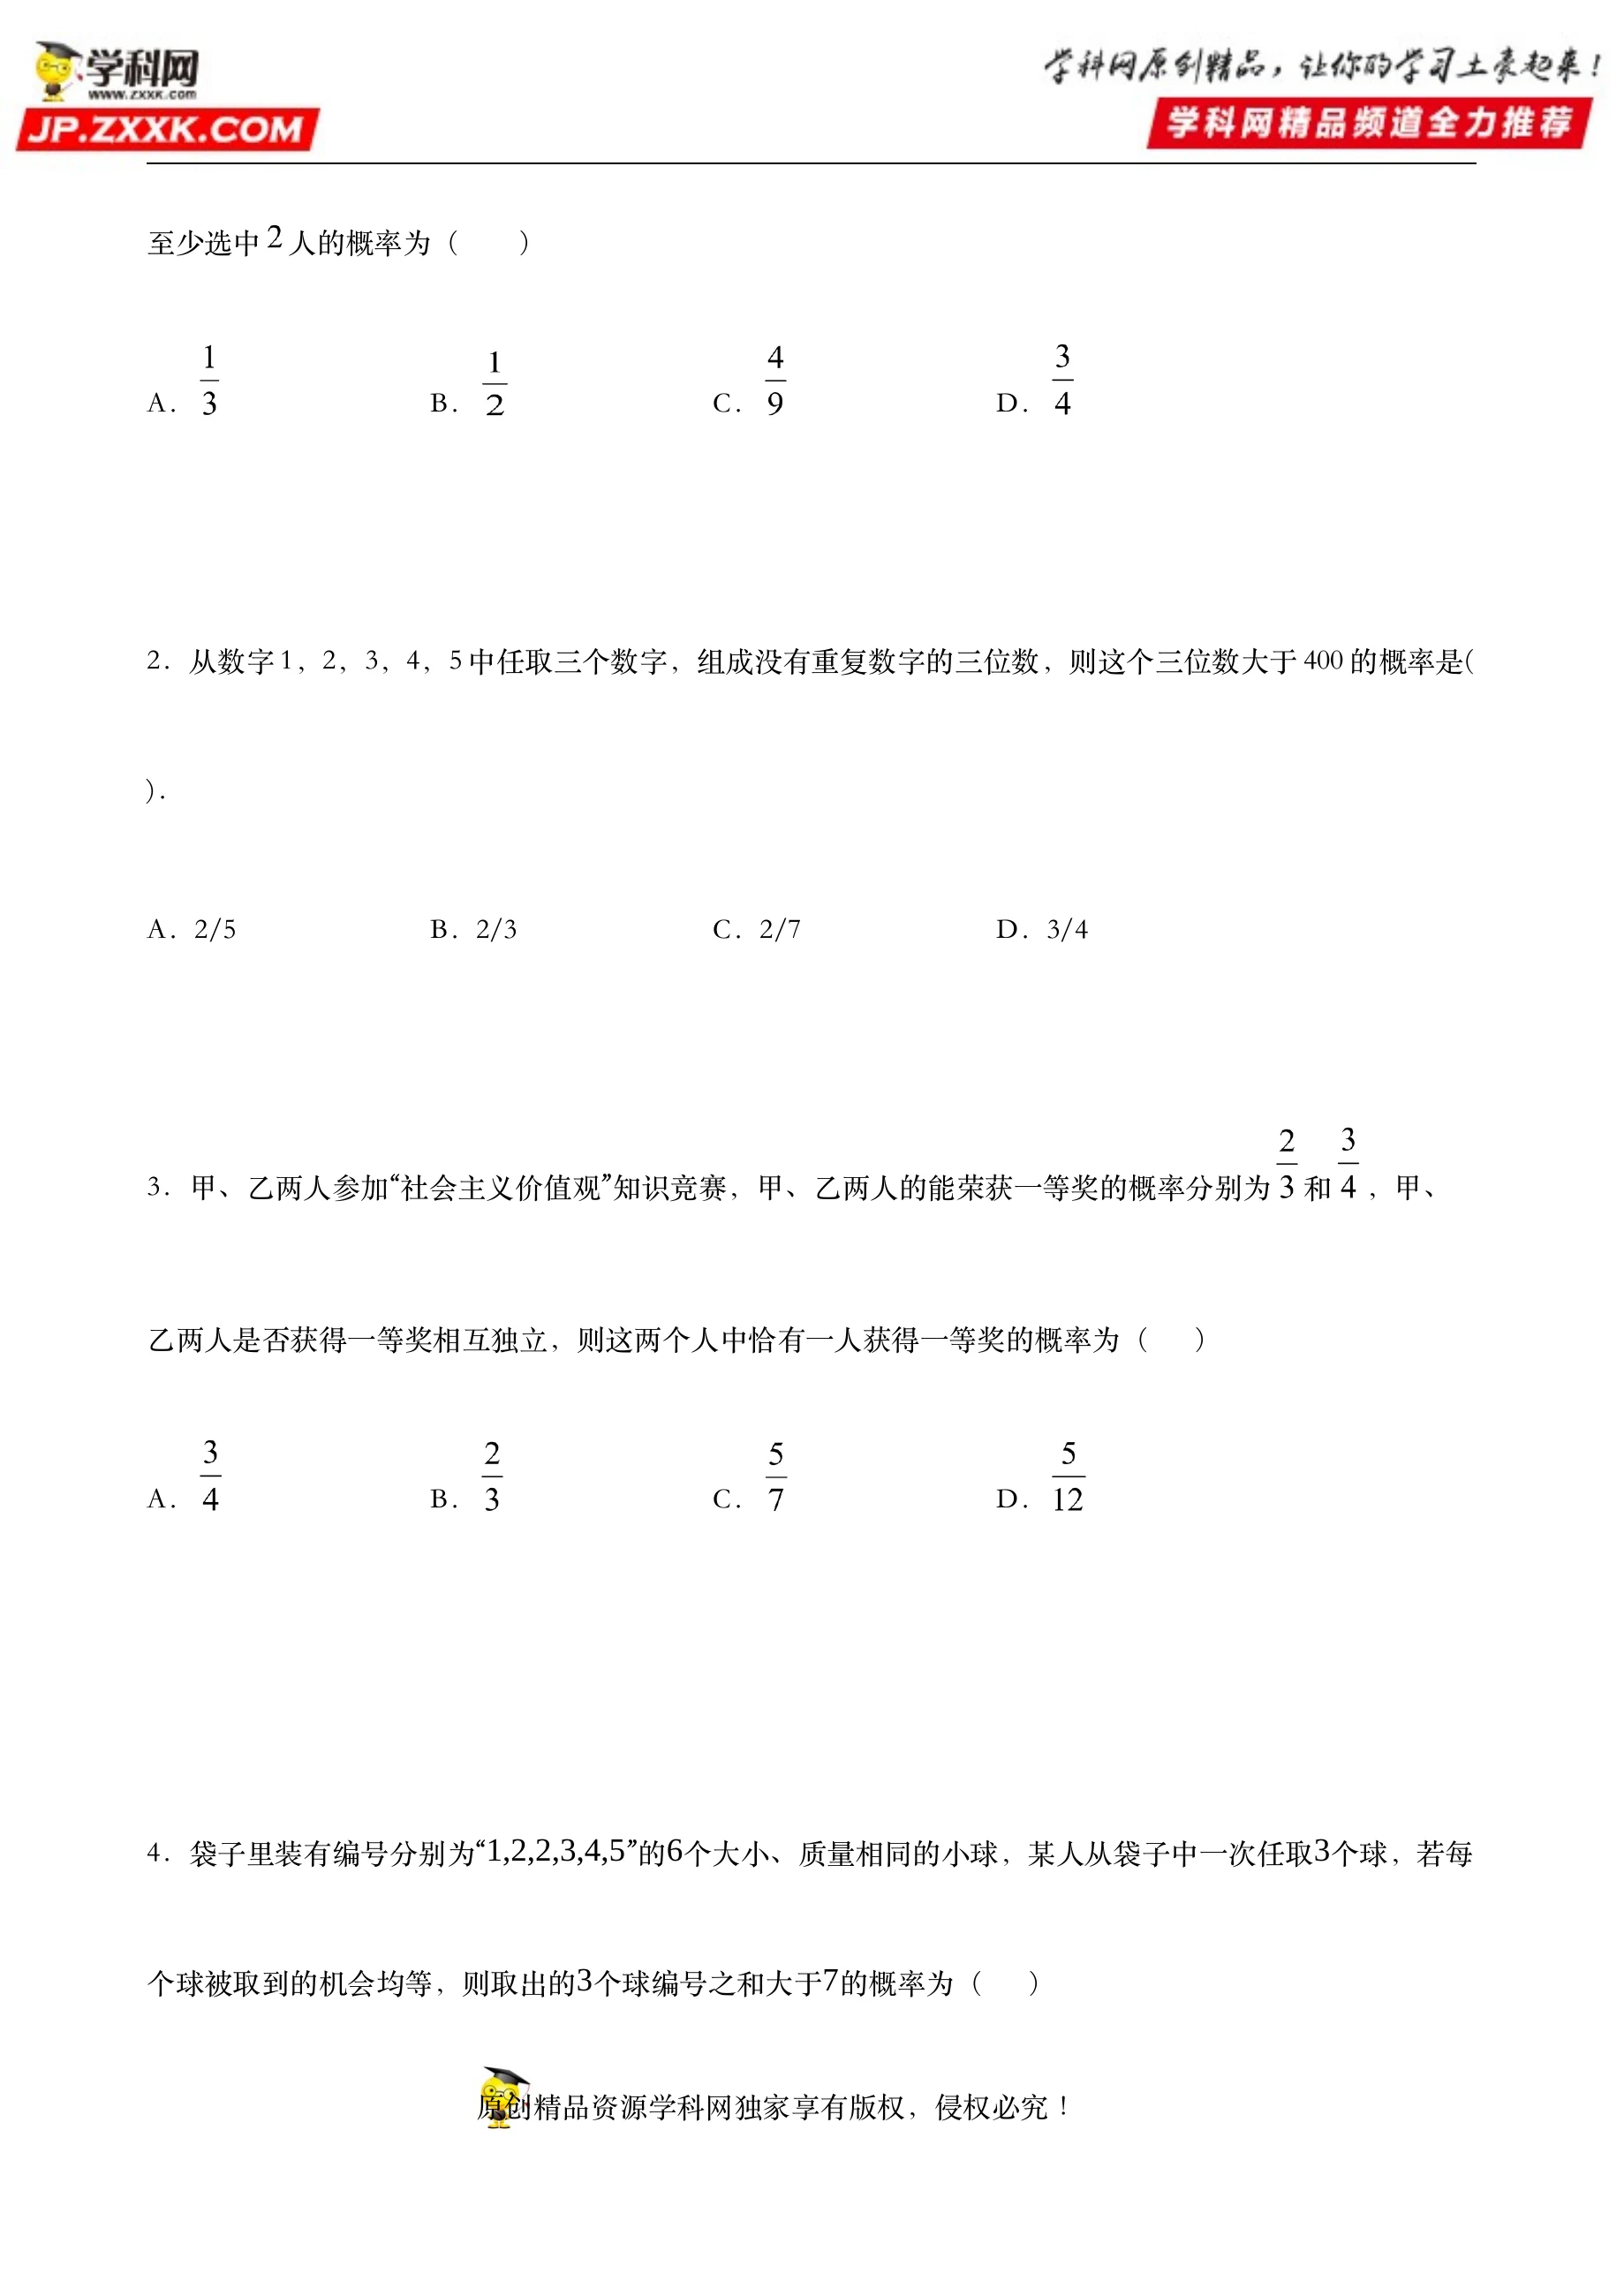 学科网
www.zxxk.com
JP.ZXXK.COM
学科网原创精品，让你的学习土豪起来！
学科网精品频道全力推荐
至少选中 2 人的概率为（　　）
A. 1/3　B. 1/2　C. 4/9　D. 3/4
2. 从数字 1，2，3，4，5 中任取三个数字，组成没有重复数字的三位数，则这个三位数大于 400 的概率是(
).
A. 2/5　B. 2/3　C. 2/7　D. 3/4
3. 甲、乙两人参加“社会主义价值观”知识竞赛，甲、乙两人的能荣获一等奖的概率分别为 2/3 和 3/4，甲、
乙两人是否获得一等奖相互独立，则这两个人中恰有一人获得一等奖的概率为（　　）
A. 3/4　B. 2/3　C. 5/7　D. 5/12
4. 袋子里装有编号分别为“1,2,2,3,4,5”的6个大小、质量相同的小球，某人从袋子中一次任取3个球，若每
个球被取到的机会均等，则取出的3个球编号之和大于7的概率为（　　）
原创精品资源学科网独家享有版权，侵权必究！